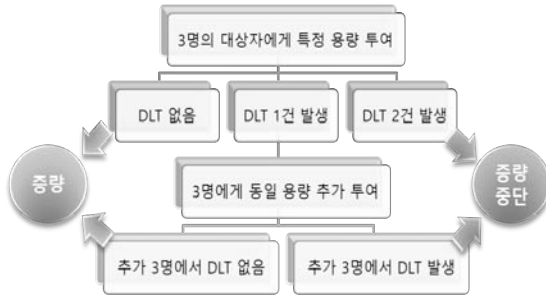 3명의 대상자에게 특정 용량 투여
DLT 없음
DLT 1건 발생
DLT 2건 발생
증량
3명에게 동일 용량 추가 투여
증량
중단
추가 3명에서 DLT 없음
추가 3명에서 DLT 발생